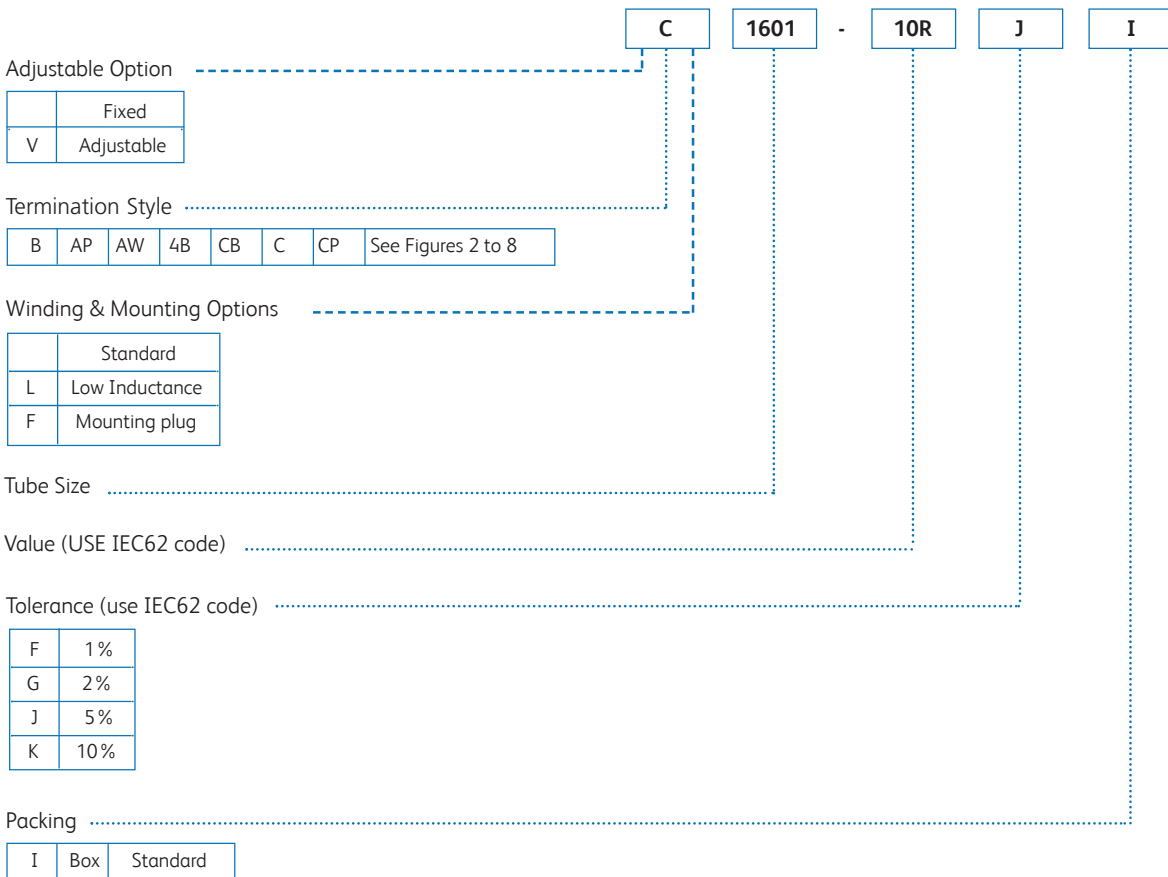 C 1601 - 10R J I
Adjustable Option
Fixed
V Adjustable
Termination Style
B AP AW 4B CB C CP See Figures 2 to 8
Winding & Mounting Options
Standard
L Low Inductance
F Mounting plug
Tube Size
Value (USE IEC62 code)
Tolerance (use IEC62 code)
F 1%
G 2%
J 5%
K 10%
Packing
I Box Standard